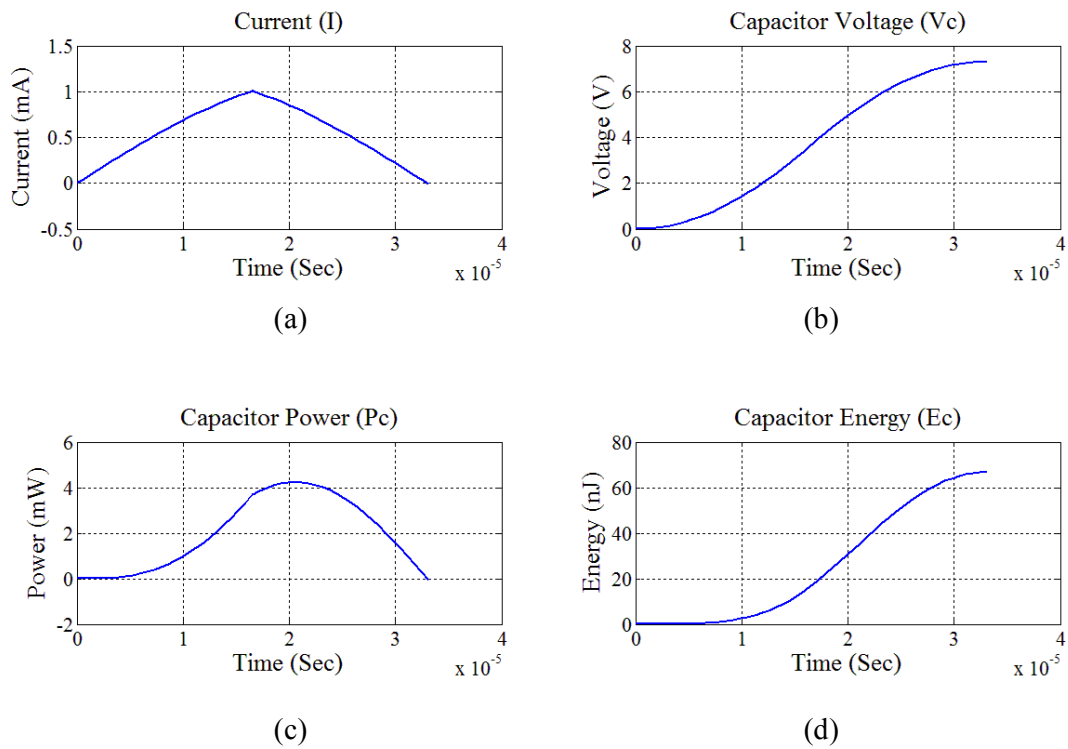 Current (I)
Current (mA)
1.5
1
0.5
0
-0.5
0 1 2 3 4
Time (Sec)
x 10-5
(a)
Capacitor Voltage (Vc)
Voltage (V)
8
6
4
2
0
0 1 2 3 4
Time (Sec)
x 10-5
(b)
Capacitor Power (Pc)
Power (mW)
6
4
2
0
-2
0 1 2 3 4
Time (Sec)
x 10-5
(c)
Capacitor Energy (Ec)
Energy (nJ)
80
60
40
20
0
0 1 2 3 4
Time (Sec)
x 10-5
(d)